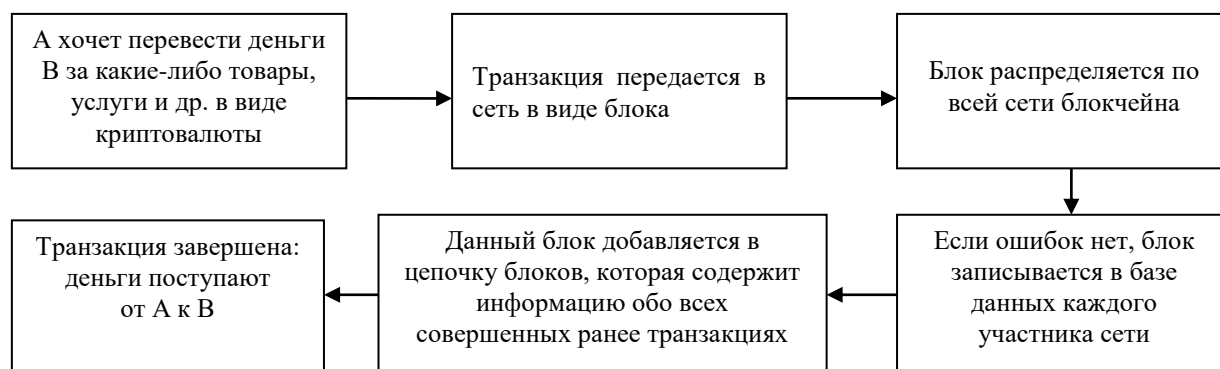 А хочет перевести деньги
В за какие-либо товары,
услуги и др. в виде
криптовалюты
Транзакция передается в
сеть в виде блока
Блок распределяется по
всей сети блокчейна
Если ошибок нет, блок
записывается в базе
данных каждого
участника сети
Данный блок добавляется в
цепочку блоков, которая содержит
информацию обо всех
совершенных ранее транзакциях
Транзакция завершена:
деньги поступают
от А к В